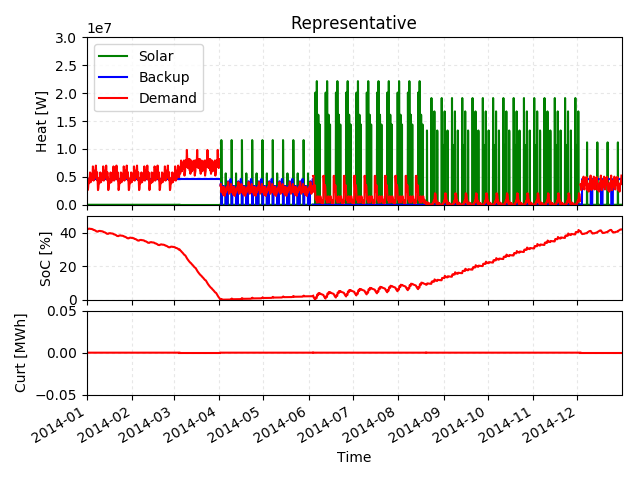 Representative
1e7
Heat [W]
3.0
2.5
2.0
1.5
1.0
0.5
0.0
Solar
Backup
Demand
SoC [%]
40
20
0
Curt [MWh]
0.05
0.00
−0.05
2014-01
2014-02
2014-03
2014-04
2014-05
2014-06
2014-07
2014-08
2014-09
2014-10
2014-11
2014-12
Time